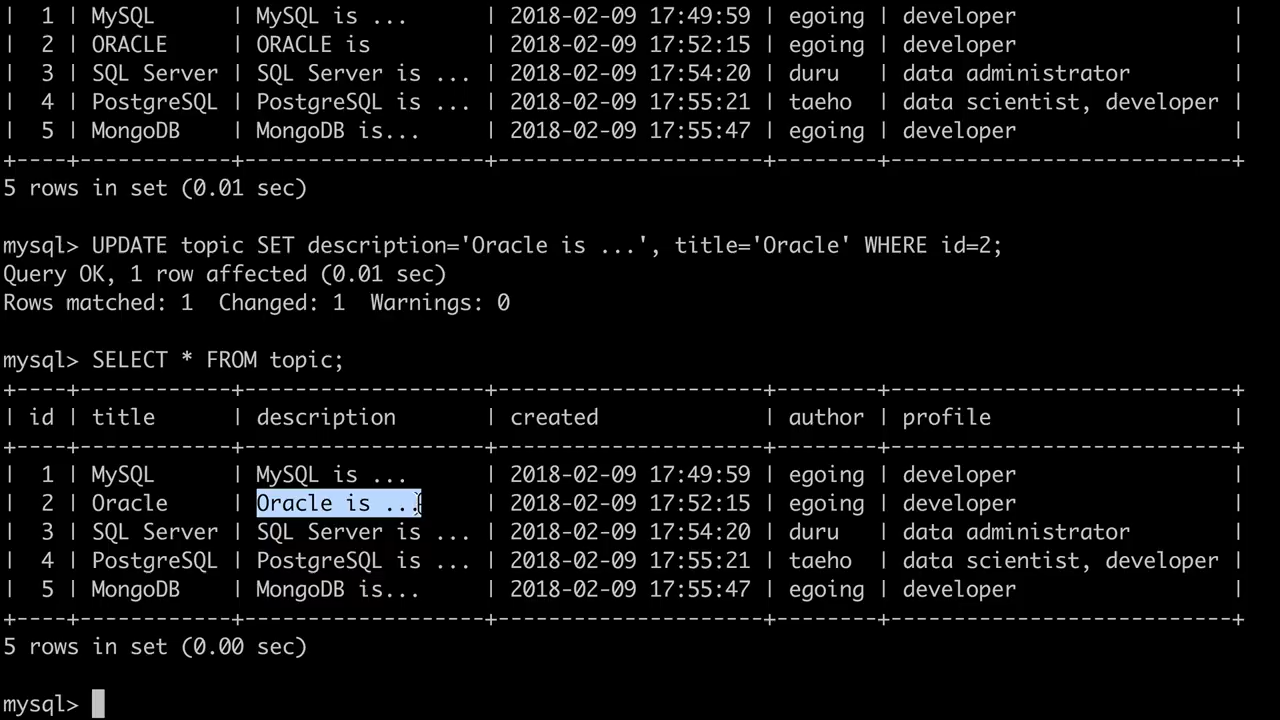 |  1 | MySQL      | MySQL is ...      | 2018-02-09 17:49:59 | egoing | developer                 |
|  2 | ORACLE     | ORACLE is         | 2018-02-09 17:52:15 | egoing | developer                 |
|  3 | SQL Server | SQL Server is ... | 2018-02-09 17:54:20 | duru   | data administrator        |
|  4 | PostgreSQL | PostgreSQL is ... | 2018-02-09 17:55:21 | taeho  | data scientist, developer |
|  5 | MongoDB    | MongoDB is...     | 2018-02-09 17:55:47 | egoing | developer                 |
+----+------------+-------------------+---------------------+--------+---------------------------+
5 rows in set (0.01 sec)
mysql> UPDATE topic SET description='Oracle is ...', title='Oracle' WHERE id=2;
Query OK, 1 row affected (0.01 sec)
Rows matched: 1  Changed: 1  Warnings: 0
mysql> SELECT * FROM topic;
+----+------------+-------------------+---------------------+--------+---------------------------+
| id | title      | description       | created             | author | profile                   |
+----+------------+-------------------+---------------------+--------+---------------------------+
|  1 | MySQL      | MySQL is ...      | 2018-02-09 17:49:59 | egoing | developer                 |
|  2 | Oracle     | Oracle is ...     | 2018-02-09 17:52:15 | egoing | developer                 |
|  3 | SQL Server | SQL Server is ... | 2018-02-09 17:54:20 | duru   | data administrator        |
|  4 | PostgreSQL | PostgreSQL is ... | 2018-02-09 17:55:21 | taeho  | data scientist, developer |
|  5 | MongoDB    | MongoDB is...     | 2018-02-09 17:55:47 | egoing | developer                 |
+----+------------+-------------------+---------------------+--------+---------------------------+
5 rows in set (0.00 sec)
mysql>